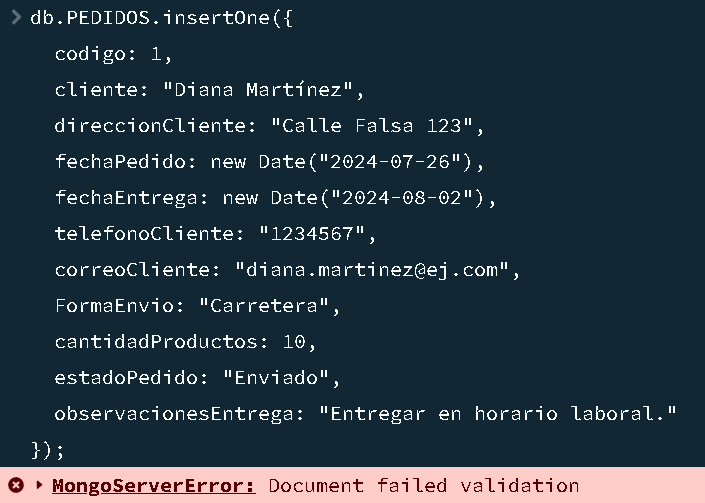 db.PEDIDOS.insertOne({
codigo: 1,
cliente: "Diana Martínez",
direccionCliente: "Calle Falsa 123",
fechaPedido: new Date("2024-07-26"),
fechaEntrega: new Date("2024-08-02"),
telefonoCliente: "1234567",
correoCliente: "diana.martinez@ej.com",
FormaEnvio: "Carretera",
cantidadProductos: 10,
estadoPedido: "Enviado",
observacionesEntrega: "Entregar en horario laboral."
});
MongoServerError: Document failed validation